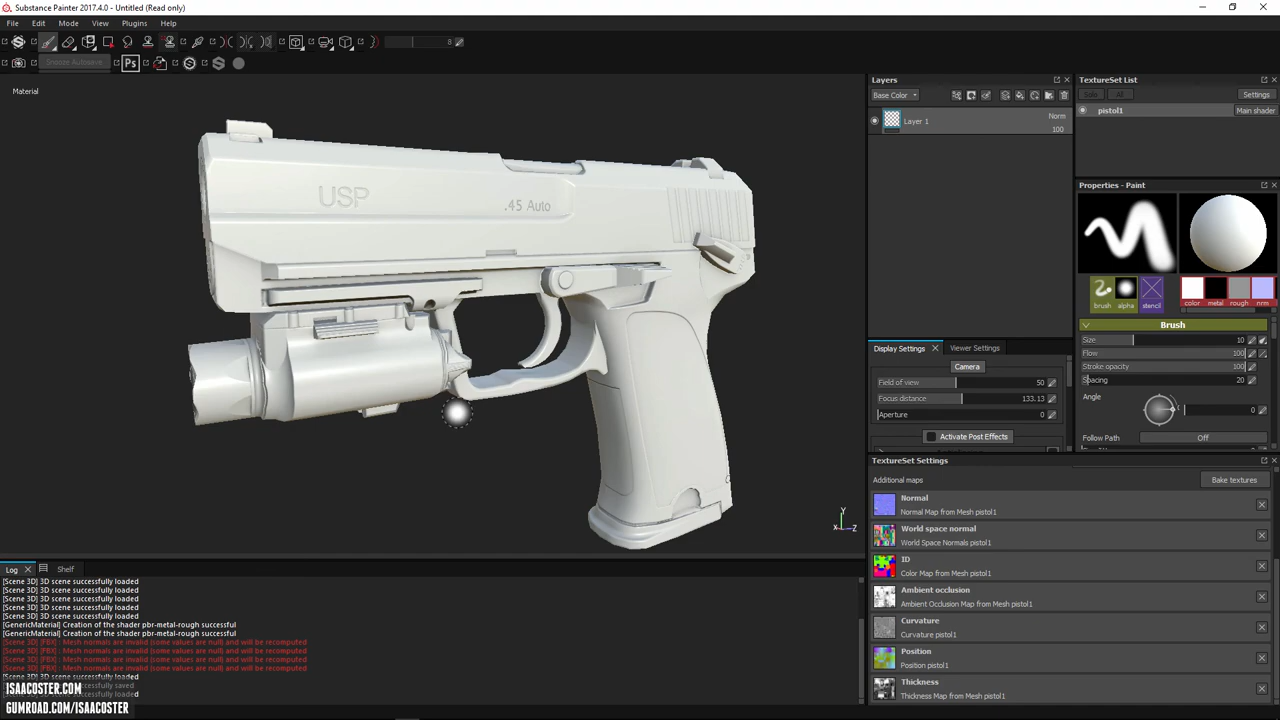 Substance Painter 2017.4.0 - Untitled (Read only)
File Edit Mode View Plugins Help
8
Snooze Autosave
Ps
Material
USP
.45 Auto
Y
X Z
Layers
Base Color
Layer 1
Norm
100
TextureSet List
Solo All Settings
pistol1 Main shader
Properties - Paint
brush alpha stencil color metal rough nrm
Brush
Size 10
Flow 100
Stroke opacity 100
Spacing 20
Angle 0
Follow Path Off
Display Settings Viewer Settings
Camera
Field of view 50
Focus distance 133.13
Aperture 0
Activate Post Effects
TextureSet Settings
Additional maps Bake textures
Normal
Normal Map from Mesh pistol1
World space normal
World Space Normals pistol1
ID
Color Map from Mesh pistol1
Ambient occlusion
Ambient Occlusion Map from Mesh pistol1
Curvature
Curvature pistol1
Position
Position pistol1
Thickness
Thickness Map from Mesh pistol1
Log Shelf
[Scene 3D] 3D scene successfully loaded
[Scene 3D] 3D scene successfully loaded
[Scene 3D] 3D scene successfully loaded
[Scene 3D] 3D scene successfully loaded
[Scene 3D] 3D scene successfully loaded
[GenericMaterial] Creation of the shader pbr-metal-rough successful
[GenericMaterial] Creation of the shader pbr-metal-rough successful
[Scene 3D] [FBX] : Mesh normals are invalid (some values are null) and will be recomputed
[Scene 3D] [FBX] : Mesh normals are invalid (some values are null) and will be recomputed
[Scene 3D] [FBX] : Mesh normals are invalid (some values are null) and will be recomputed
[Scene 3D] [FBX] : Mesh normals are invalid (some values are null) and will be recomputed
[Scene 3D] 3D scene successfully loaded
successfully saved
successfully loaded
ISAACOSTER.COM
GUMROAD.COM/ISAACOSTER